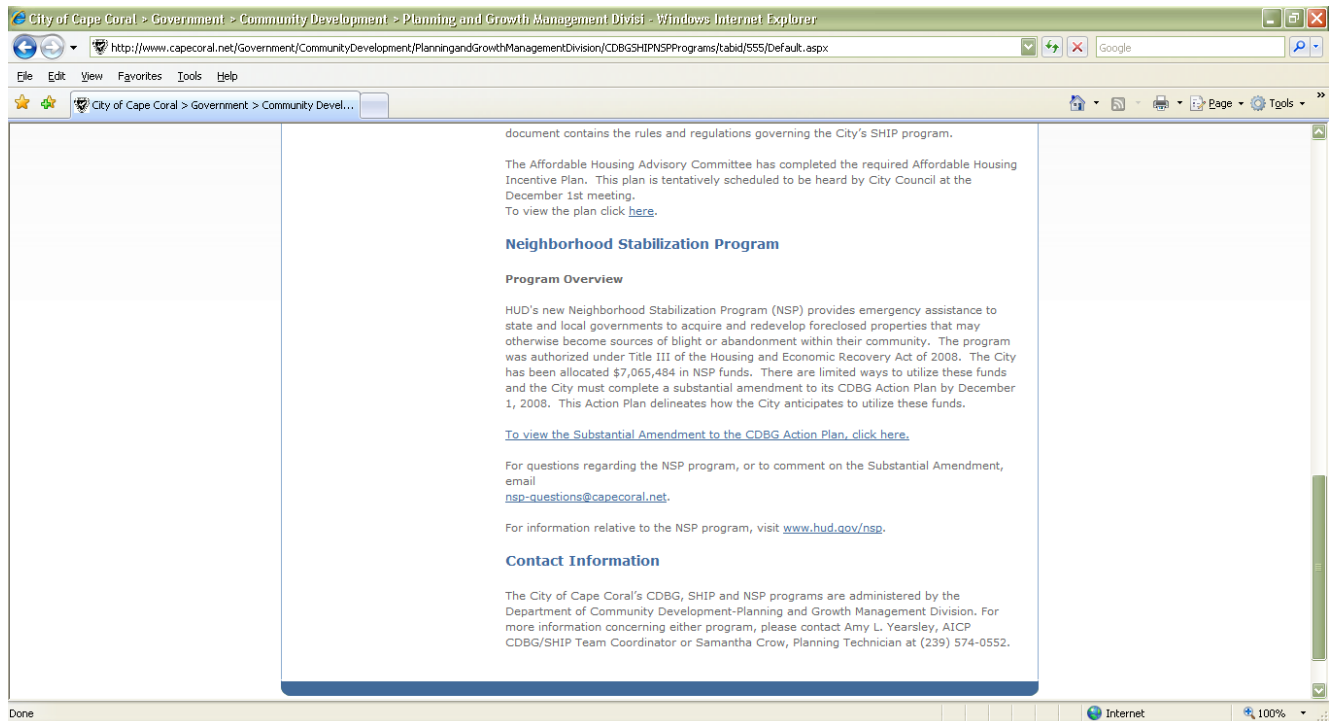 City of Cape Coral > Government > Community Development > Planning and Growth Management Divisi - Windows Internet Explorer
http://www.capecoral.net/Government/CommunityDevelopment/PlanningandGrowthManagementDivision/CDBGSHIPNSPPrograms/tabid/555/Default.aspx
Google
File Edit View Favorites Tools Help
City of Cape Coral > Government > Community Devel...
Page Tools »
document contains the rules and regulations governing the City's SHIP program.
The Affordable Housing Advisory Committee has completed the required Affordable Housing
Incentive Plan. This plan is tentatively scheduled to be heard by City Council at the
December 1st meeting.
To view the plan click here.
Neighborhood Stabilization Program
Program Overview
HUD's new Neighborhood Stabilization Program (NSP) provides emergency assistance to
state and local governments to acquire and redevelop foreclosed properties that may
otherwise become sources of blight or abandonment within their community. The program
was authorized under Title III of the Housing and Economic Recovery Act of 2008. The City
has been allocated $7,065,484 in NSP funds. There are limited ways to utilize these funds
and the City must complete a substantial amendment to its CDBG Action Plan by December
1, 2008. This Action Plan delineates how the City anticipates to utilize these funds.
To view the Substantial Amendment to the CDBG Action Plan, click here.
For questions regarding the NSP program, or to comment on the Substantial Amendment,
email
nsp-questions@capecoral.net.
For information relative to the NSP program, visit www.hud.gov/nsp.
Contact Information
The City of Cape Coral's CDBG, SHIP and NSP programs are administered by the
Department of Community Development-Planning and Growth Management Division. For
more information concerning either program, please contact Amy L. Yearsley, AICP
CDBG/SHIP Team Coordinator or Samantha Crow, Planning Technician at (239) 574-0552.
Done
Internet
100%